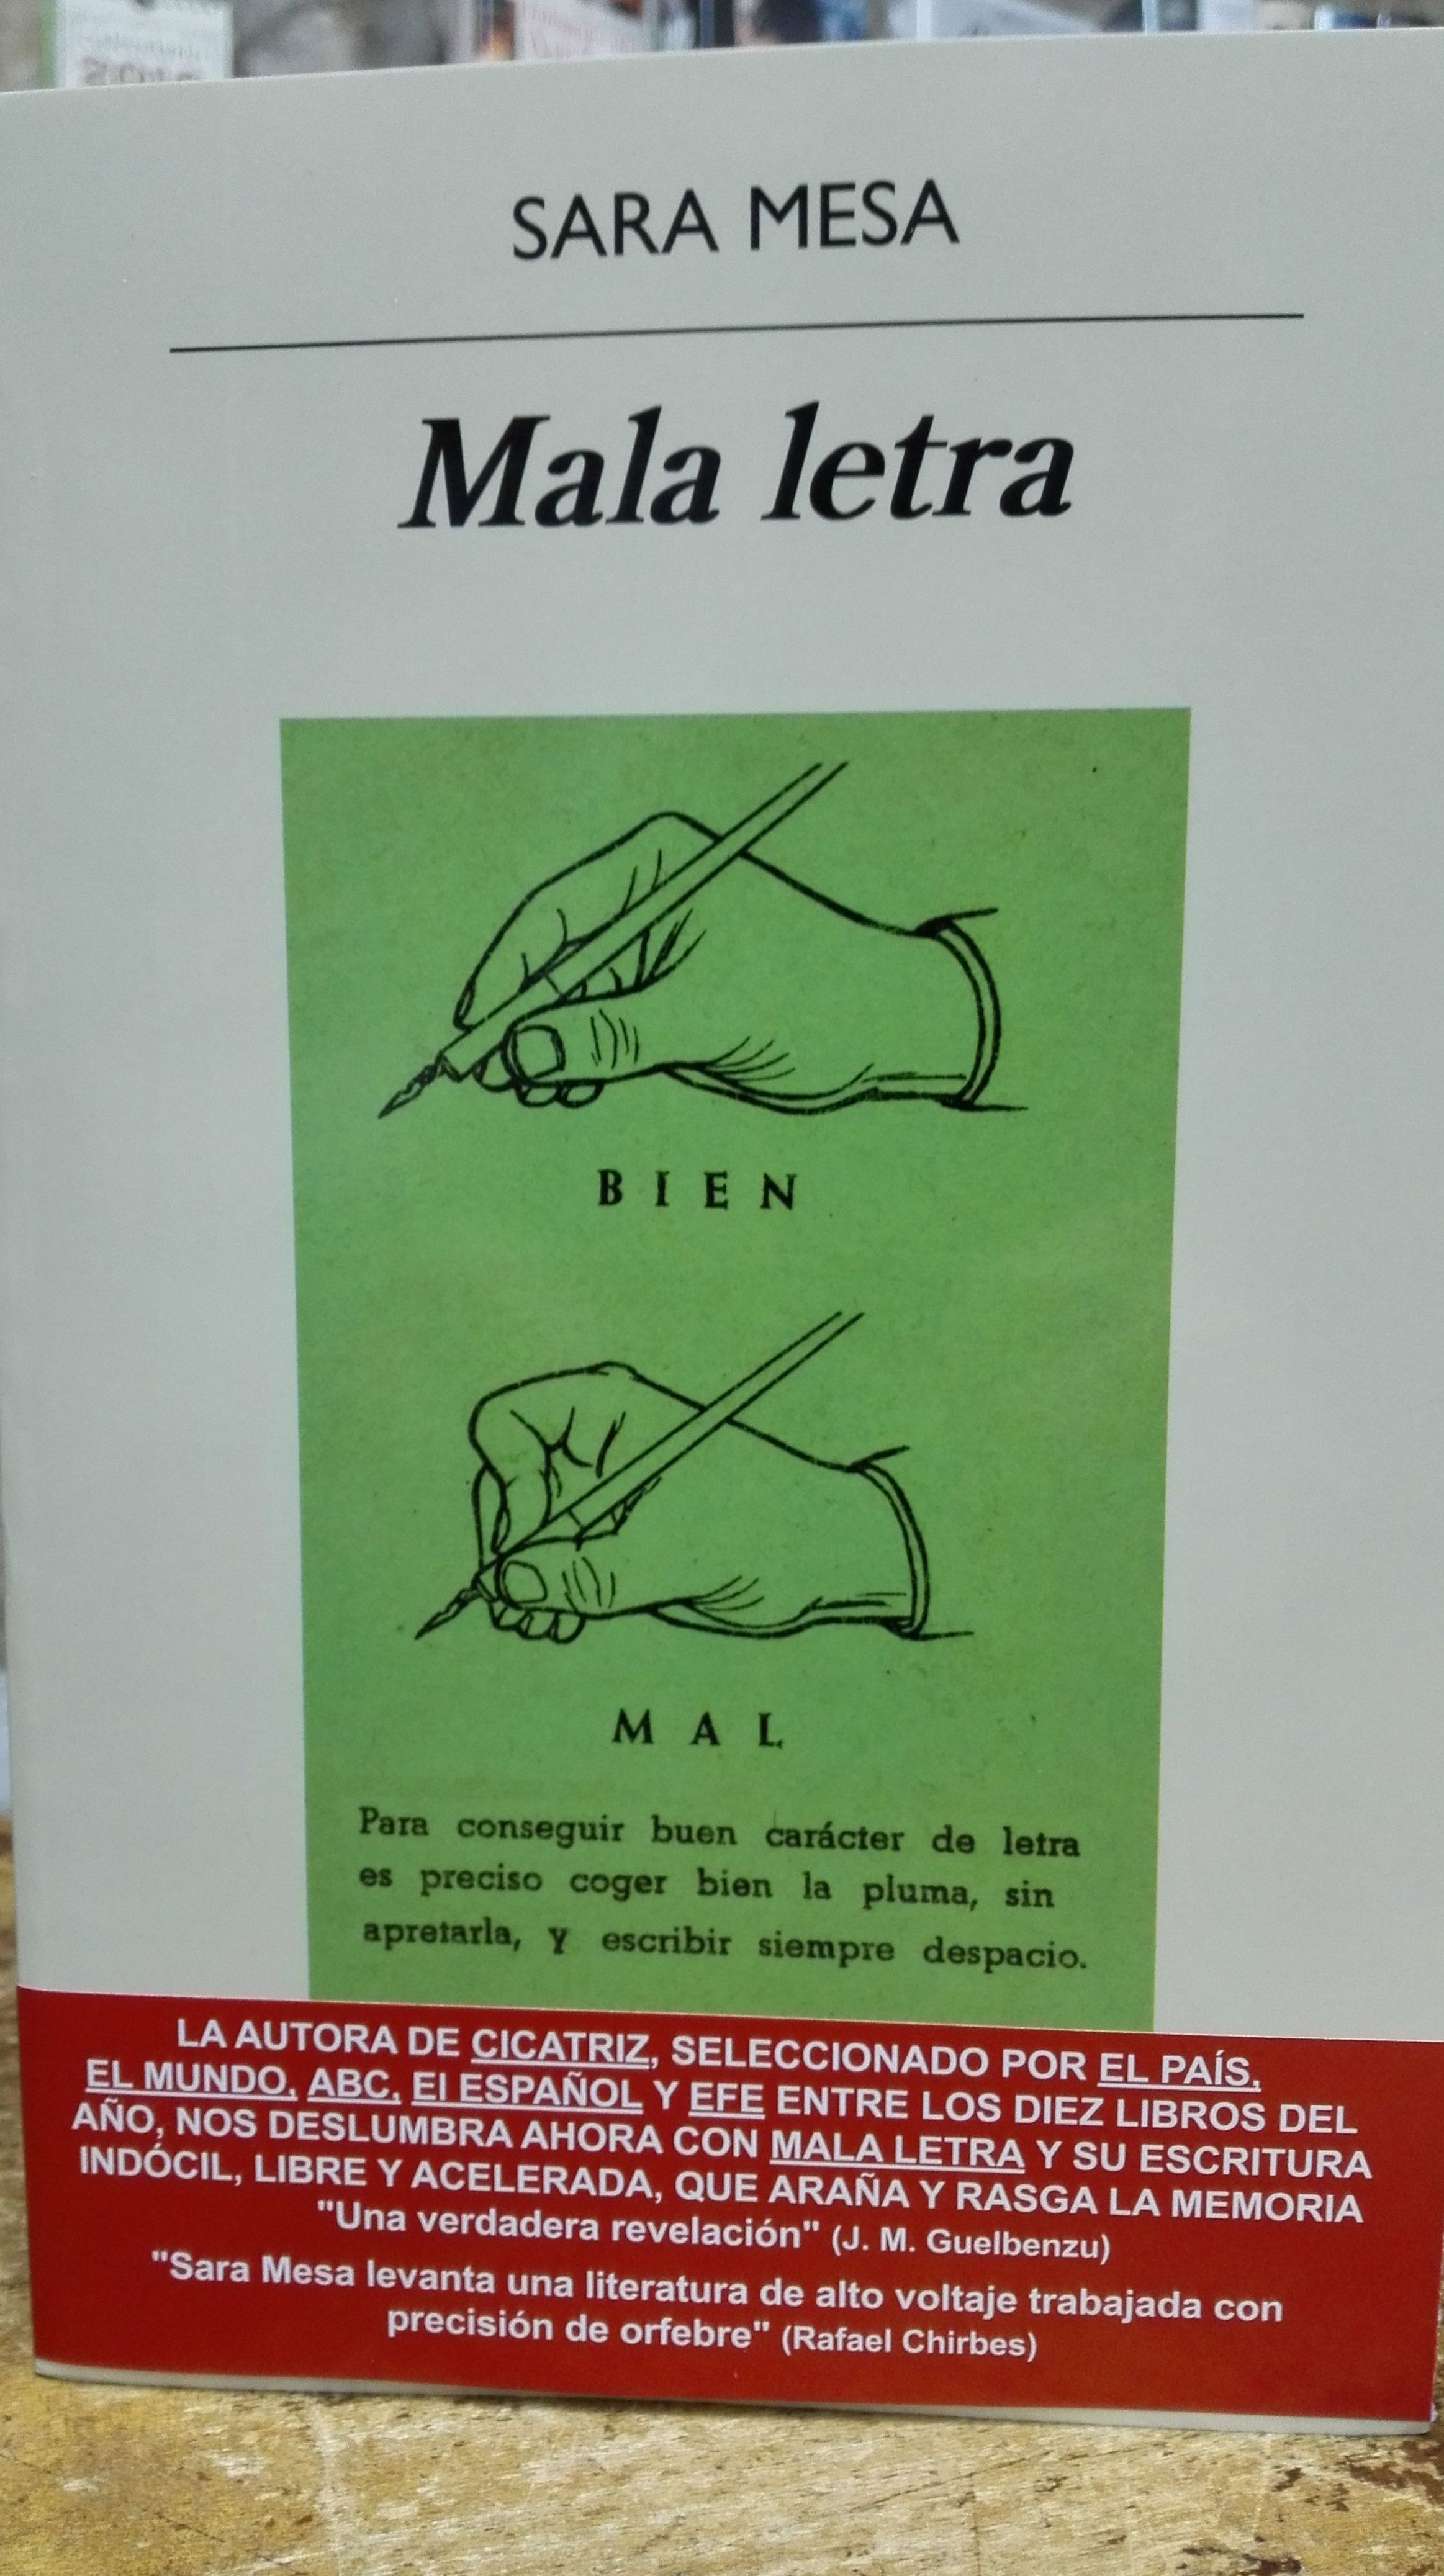 SARA MESA
Mala letra
BIEN
MAL
Para conseguir buen carácter de letra
es preciso coger bien la pluma, sin
apretarla, y escribir siempre despacio.
LA AUTORA DE CICATRIZ, SELECCIONADO POR EL PAÍS,
EL MUNDO, ABC, El ESPAÑOL Y EFE ENTRE LOS DIEZ LIBROS DEL
AÑO, NOS DESLUMBRA AHORA CON MALA LETRA Y SU ESCRITURA
INDÓCIL, LIBRE Y ACELERADA, QUE ARAÑA Y RASGA LA MEMORIA
"Una verdadera revelación" (J. M. Guelbenzu)
"Sara Mesa levanta una literatura de alto voltaje trabajada con
precisión de orfebre" (Rafael Chirbes)